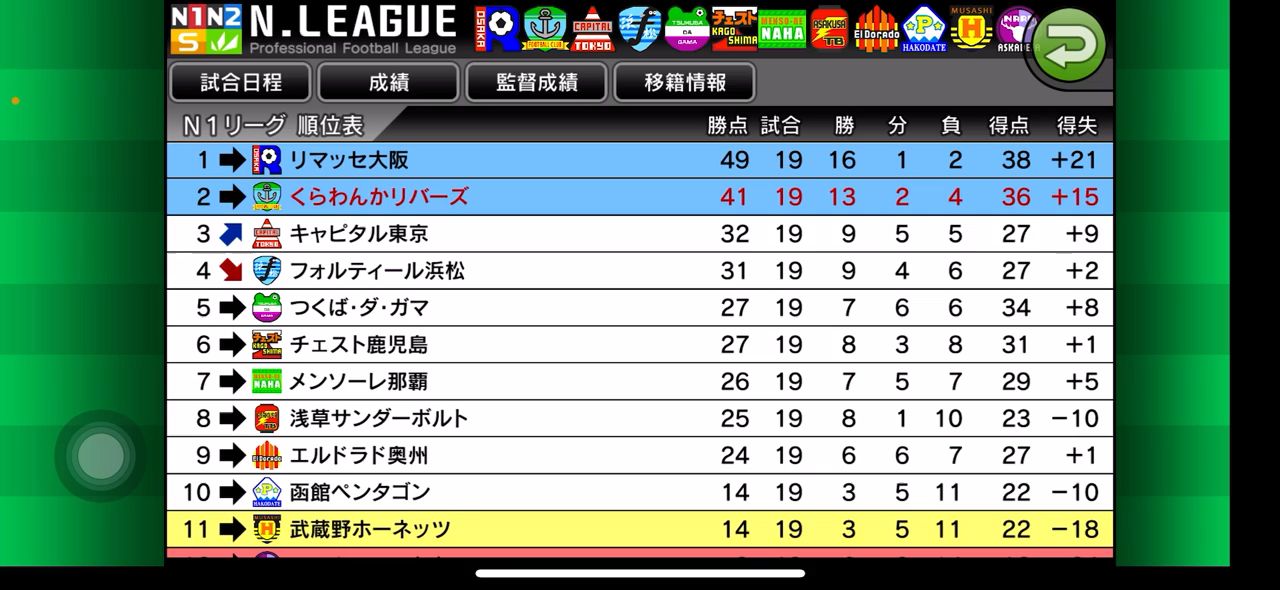 N1 N2
S
N. LEAGUE
Professional Football League
OSAKA R
FOOTBALL CLUB
CAPITAL TOKYO
TSUKUBA DA GAMA
チェスト KAGO SHIMA
MENSO-RE NAHA
ASAKUSA TB
El Dorado
P HAKODATE
MUSASHI H
試合日程 成績 監督成績 移籍情報
N1リーグ 順位表 勝点 試合 勝 分 負 得点 得失
1 リマッセ大阪 49 19 16 1 2 38 +21
2 くらわんかリバーズ 41 19 13 2 4 36 +15
3 キャピタル東京 32 19 9 5 5 27 +9
4 フォルティール浜松 31 19 9 4 6 27 +2
5 つくば・ダ・ガマ 27 19 7 6 6 34 +8
6 チェスト鹿児島 27 19 8 3 8 31 +1
7 メンソーレ那覇 26 19 7 5 7 29 +5
8 浅草サンダーボルト 25 19 8 1 10 23 −10
9 エルドラド奥州 24 19 6 6 7 27 +1
10 函館ペンタゴン 14 19 3 5 11 22 −10
11 武蔵野ホーネッツ 14 19 3 5 11 22 −18